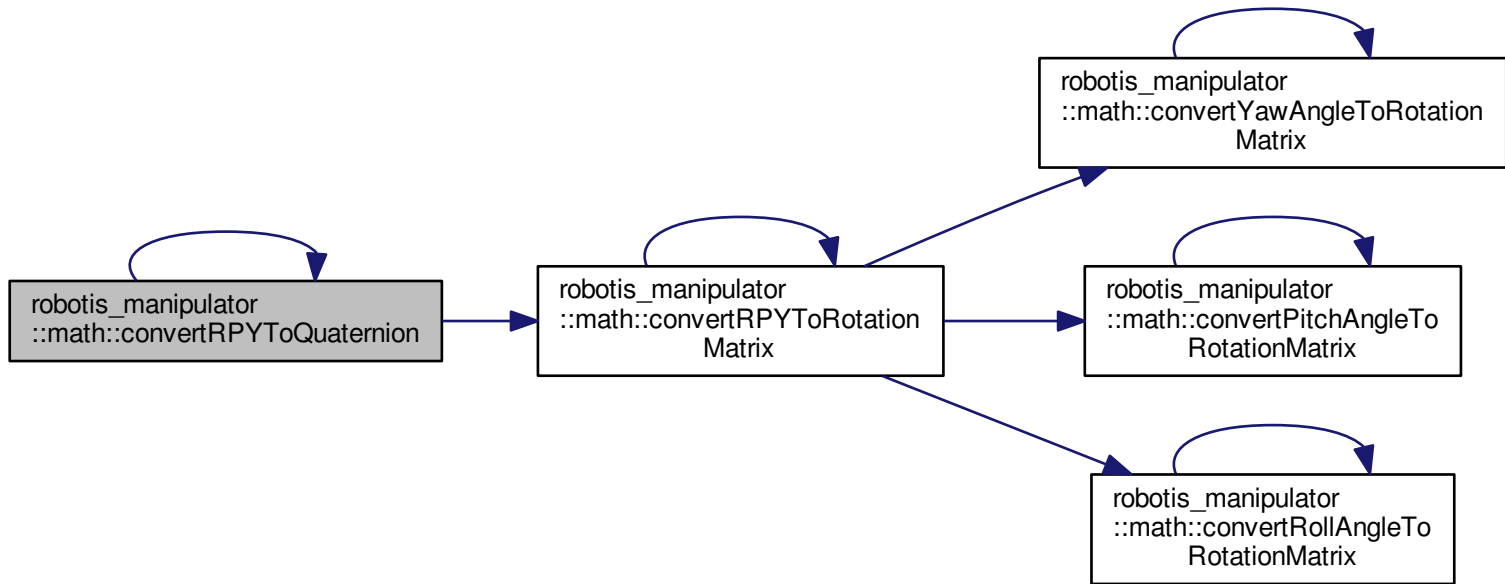 robotis_manipulator
::math::convertRPYToQuaternion
robotis_manipulator
::math::convertRPYToRotation
Matrix
robotis_manipulator
::math::convertYawAngleToRotation
Matrix
robotis_manipulator
::math::convertPitchAngleTo
RotationMatrix
robotis_manipulator
::math::convertRollAngleTo
RotationMatrix